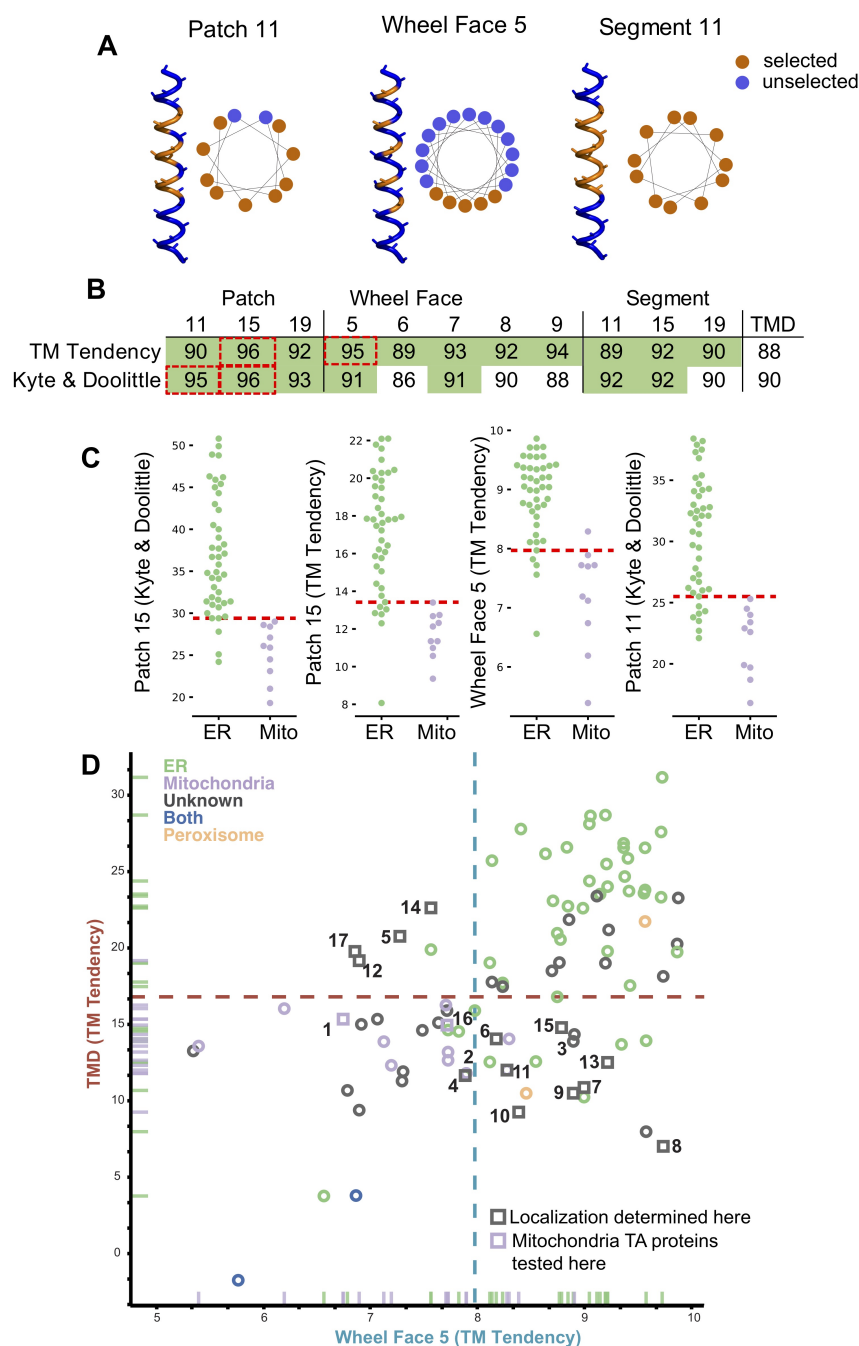 A
Patch 11
Wheel Face 5
Segment 11
selected
unselected
B
Patch Wheel Face Segment
11 15 19 5 6 7 8 9 11 15 19 TMD
TM Tendency 90 96 92 95 89 93 92 94 89 92 90 88
Kyte & Doolittle 95 96 93 91 86 91 90 88 92 92 90 90
C
Patch 15 (Kyte & Doolittle)
50
45
40
35
30
25
20
ER Mito
Patch 15 (TM Tendency)
22
20
18
16
14
12
10
8
ER Mito
Wheel Face 5 (TM Tendency)
10
9
8
7
6
ER Mito
Patch 11 (Kyte & Doolittle)
35
30
25
20
ER Mito
D
ER
Mitochondria
Unknown
Both
Peroxisome
TMD (TM Tendency)
30
25
20
15
10
5
0
14
5
17
12
1
16
2
4
6
11
10
15
3
13
9
7
8
Localization determined here
Mitochondria TA proteins
tested here
5 6 7 8 9 10
Wheel Face 5 (TM Tendency)